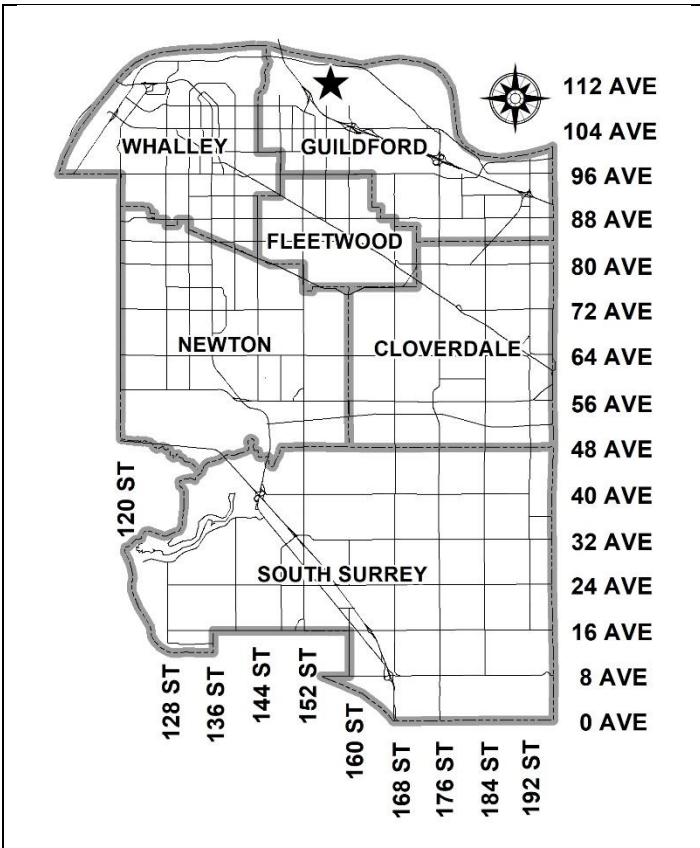 112 AVE
104 AVE
WHALLEY
GUILDFORD
96 AVE
88 AVE
FLEETWOOD
80 AVE
72 AVE
NEWTON
CLOVERDALE
64 AVE
56 AVE
48 AVE
120 ST
40 AVE
32 AVE
SOUTH SURREY
24 AVE
16 AVE
8 AVE
0 AVE
128 ST
136 ST
144 ST
152 ST
160 ST
168 ST
176 ST
184 ST
192 ST